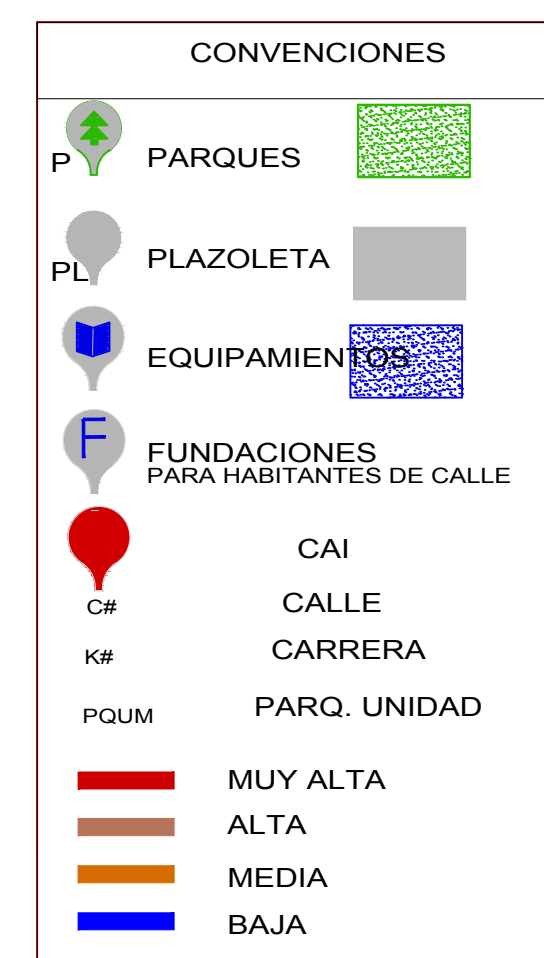 CONVENCIONES
P PARQUES
PL PLAZOLETA
EQUIPAMIENTOS
F FUNDACIONES
PARA HABITANTES DE CALLE
CAI
C# CALLE
K# CARRERA
PQUM PARQ. UNIDAD
MUY ALTA
ALTA
MEDIA
BAJA